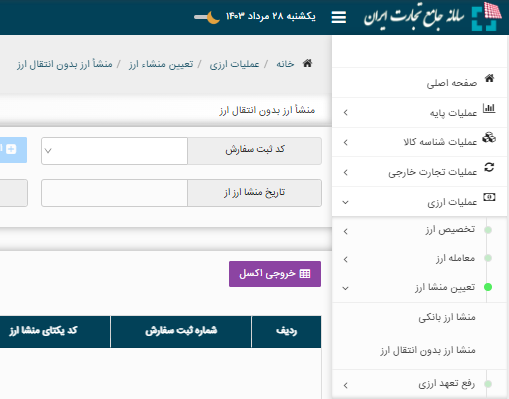 سامانه جامع تجارت ایران
یکشنبه ۲۸ مرداد ۱۴۰۳
صفحه اصلی
عملیات پایه
عملیات شناسه کالا
عملیات تجارت خارجی
عملیات ارزی
تخصیص ارز
معامله ارز
تعیین منشا ارز
منشا ارز بانکی
منشا ارز بدون انتقال ارز
رفع تعهد ارزی
خانه / عملیات ارزی / تعیین منشاء ارز / منشأ ارز بدون انتقال ارز
منشأ ارز بدون انتقال ارز
کد ثبت سفارش
تاریخ منشا ارز از
خروجی اکسل
ردیف شماره ثبت سفارش کد یکتای منشا ارز